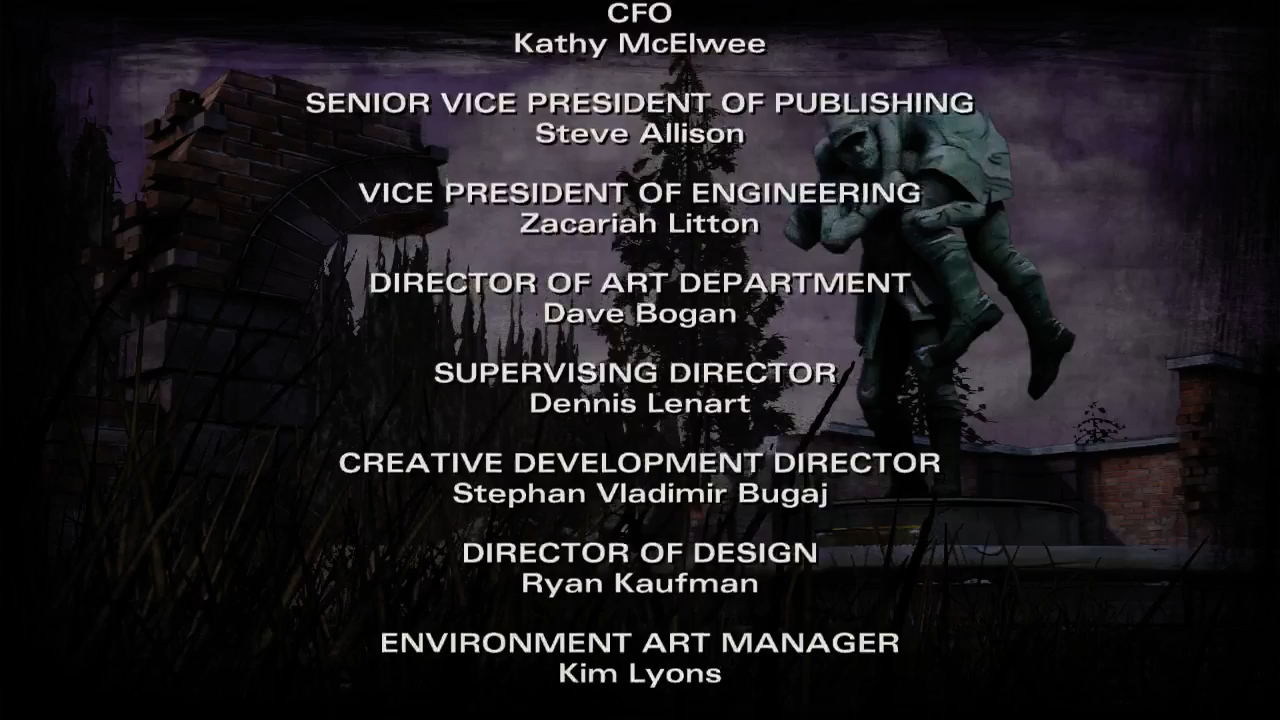 CFO
Kathy McElwee
SENIOR VICE PRESIDENT OF PUBLISHING
Steve Allison
VICE PRESIDENT OF ENGINEERING
Zacariah Litton
DIRECTOR OF ART DEPARTMENT
Dave Bogan
SUPERVISING DIRECTOR
Dennis Lenart
CREATIVE DEVELOPMENT DIRECTOR
Stephan Vladimir Bugaj
DIRECTOR OF DESIGN
Ryan Kaufman
ENVIRONMENT ART MANAGER
Kim Lyons